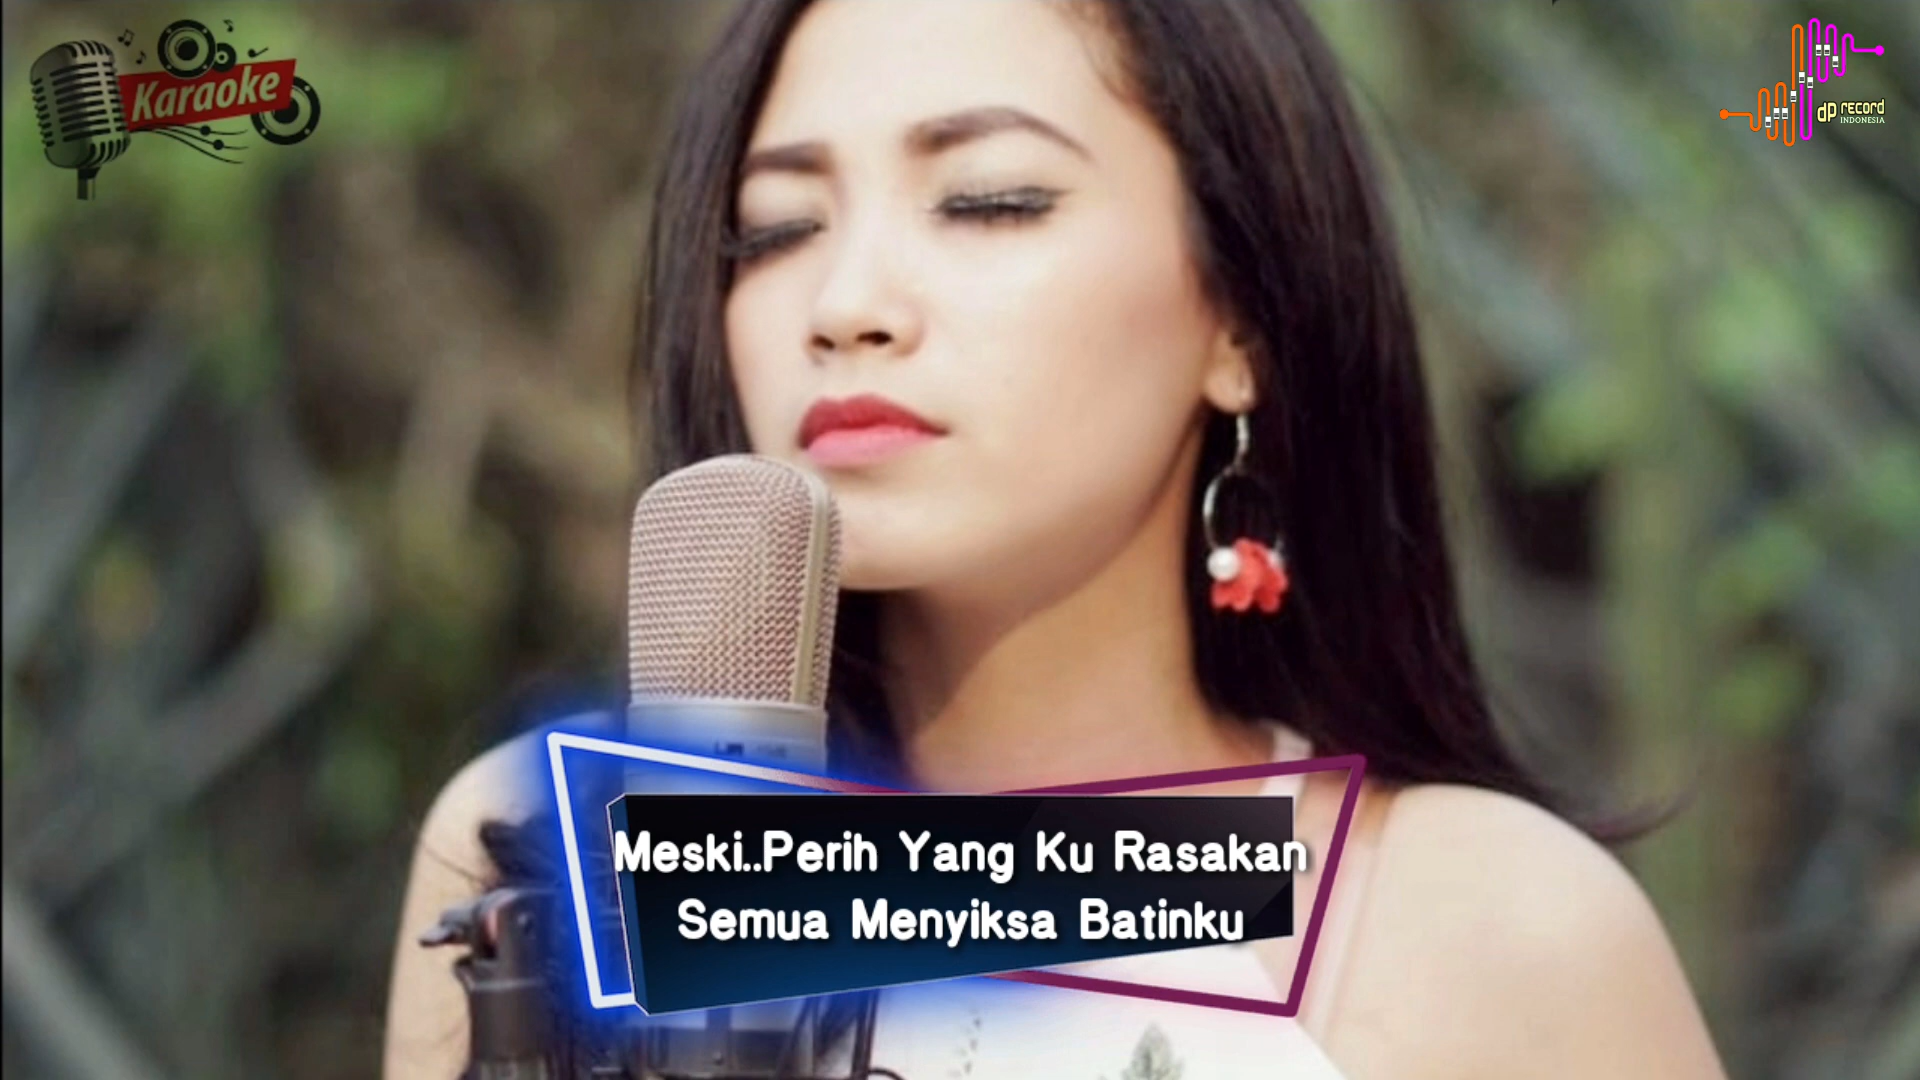 Karaoke
dp record
INDONESIA
Meski..Perih Yang Ku Rasakan
Semua Menyiksa Batinku